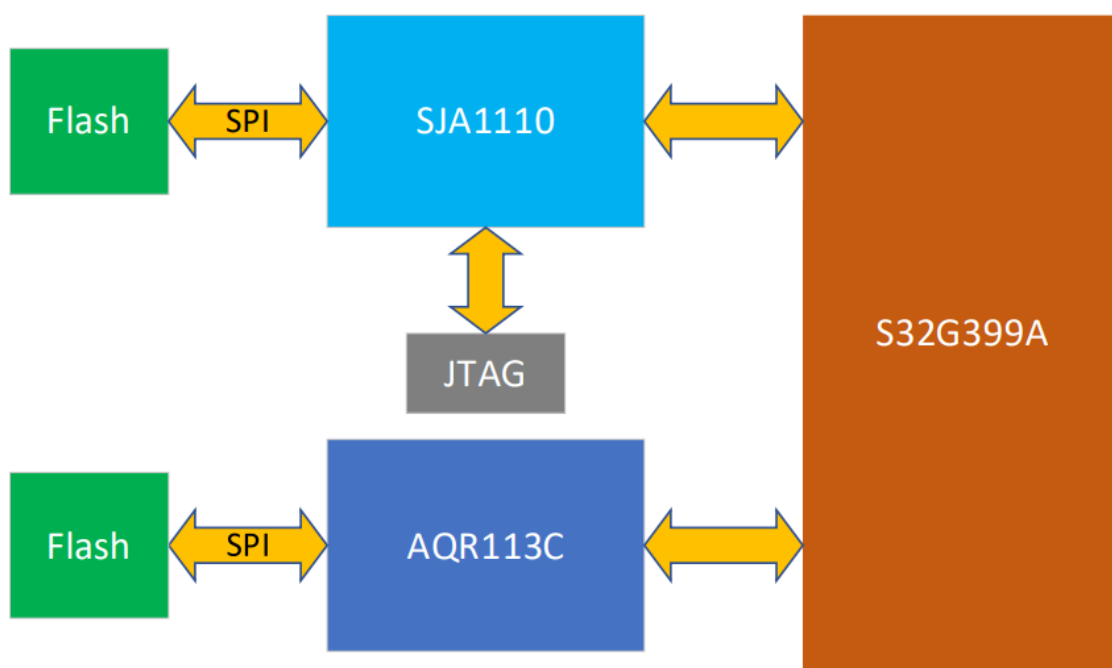 Flash
SPI
SJA1110
S32G399A
JTAG
Flash
SPI
AQR113C